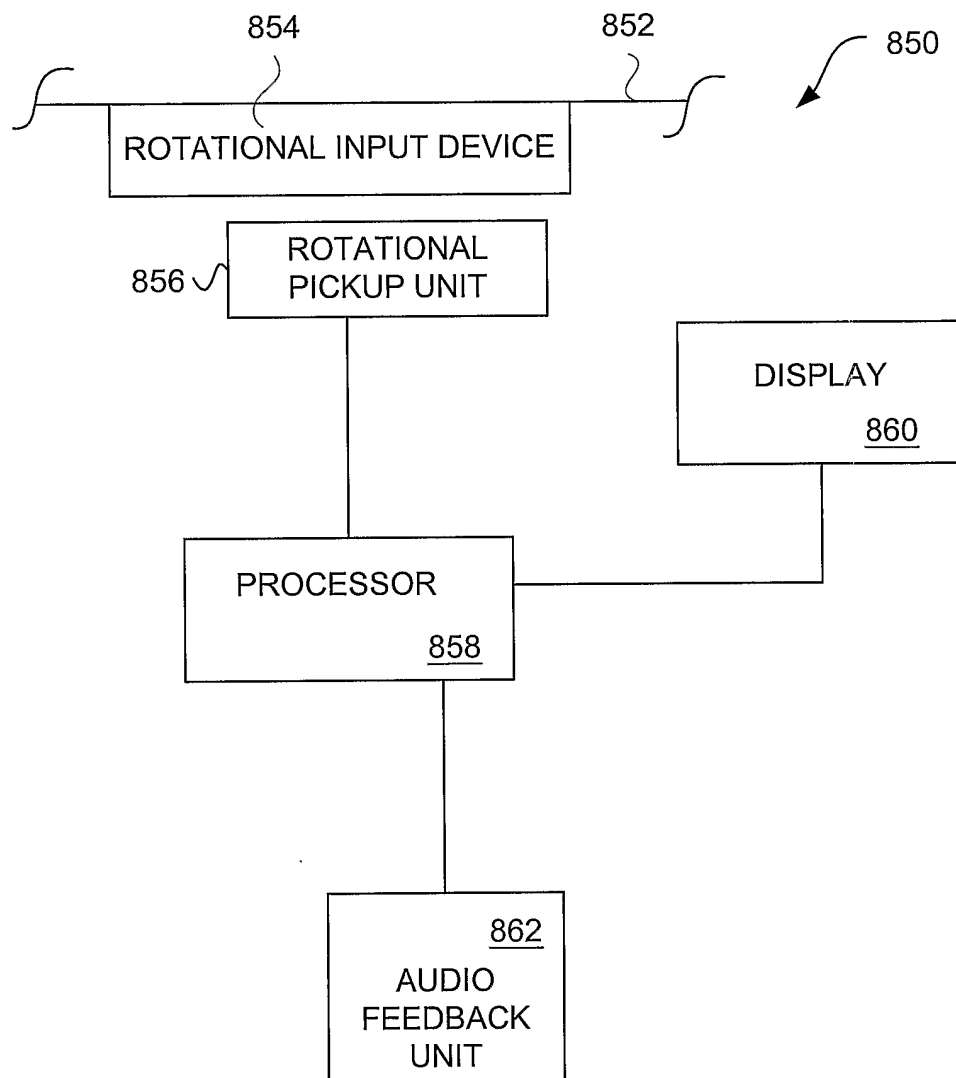 854
852
850
ROTATIONAL INPUT DEVICE
ROTATIONAL
PICKUP UNIT
856
DISPLAY
860
PROCESSOR
858
862
AUDIO
FEEDBACK
UNIT